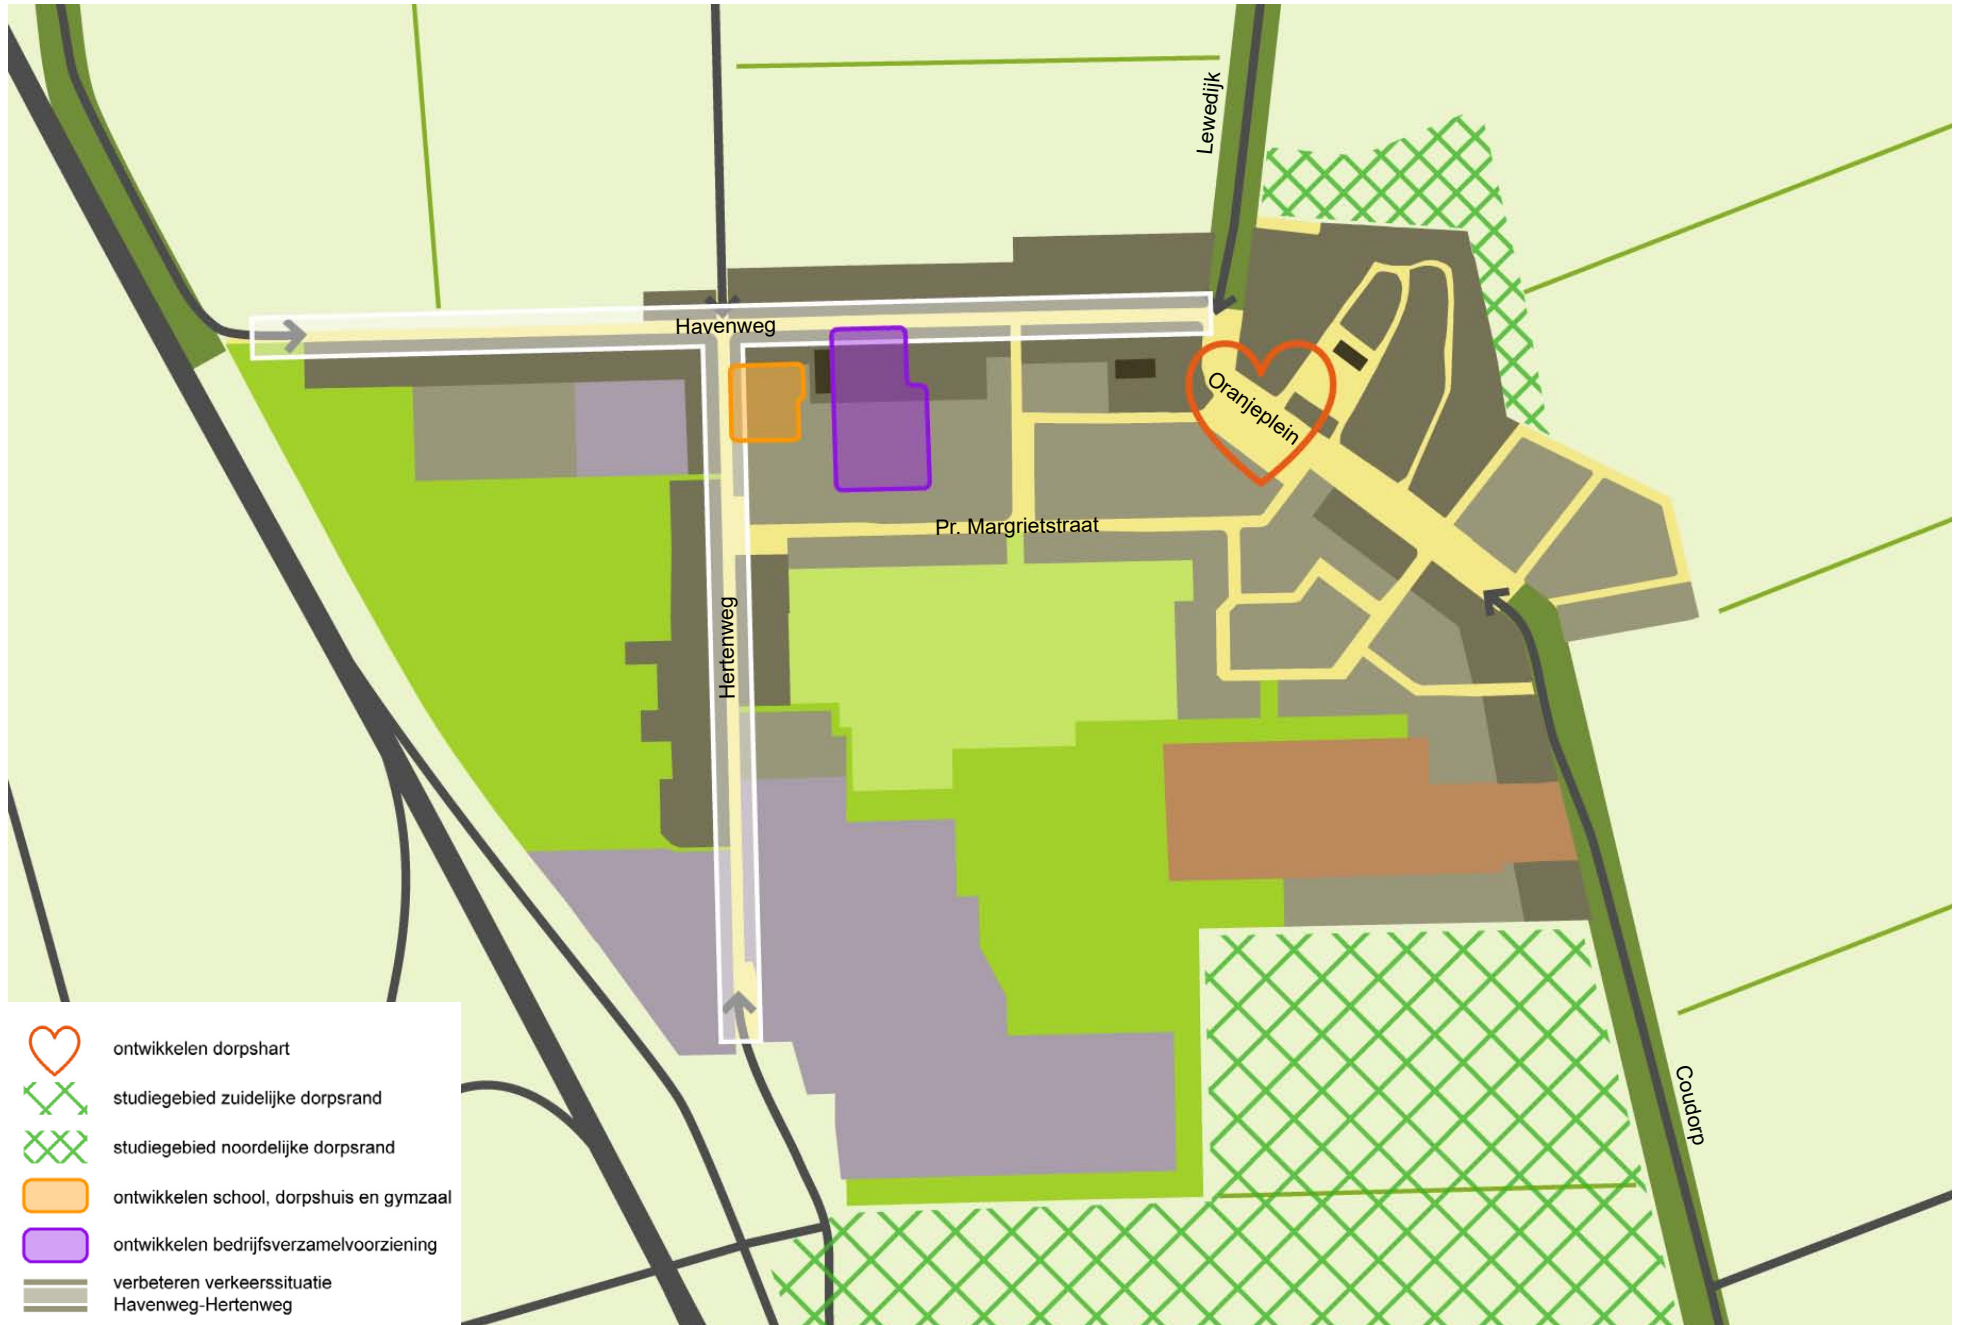 Lewedijk
Havenweg
Oranjeplein
Pr. Margrietstraat
Hertenweg
Coudorp
ontwikkelen dorpshart
studiegebied zuidelijke dorpsrand
studiegebied noordelijke dorpsrand
ontwikkelen school, dorpshuis en gymzaal
ontwikkelen bedrijfsverzamelvoorziening
verbeteren verkeerssituatie
Havenweg-Hertenweg